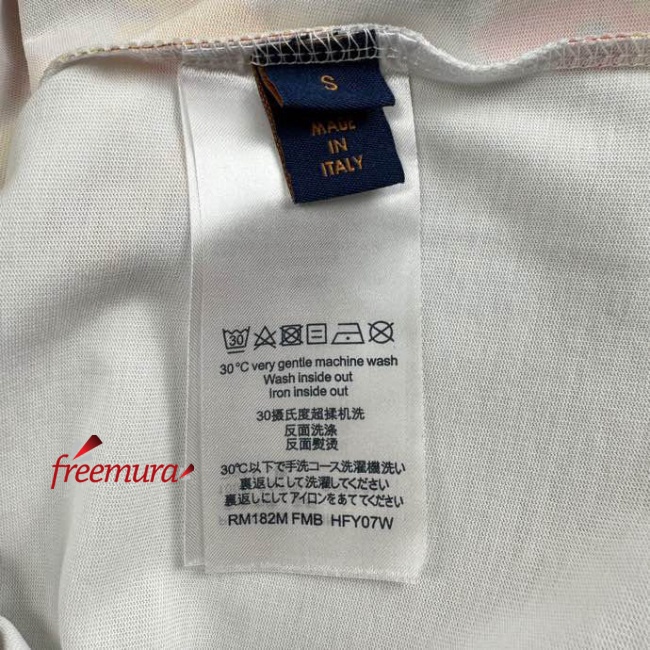 S
MADE
IN
ITALY
30
30°C very gentle machine wash
Wash inside out
Iron inside out
30摄氏度超揉机洗
反面洗涤
反面熨烫
freemura
30℃以下で手洗コース洗濯機洗い
裏返しにして洗濯してください
裏返しにしてアイロンをあててください
RM182M FMB HFY07W